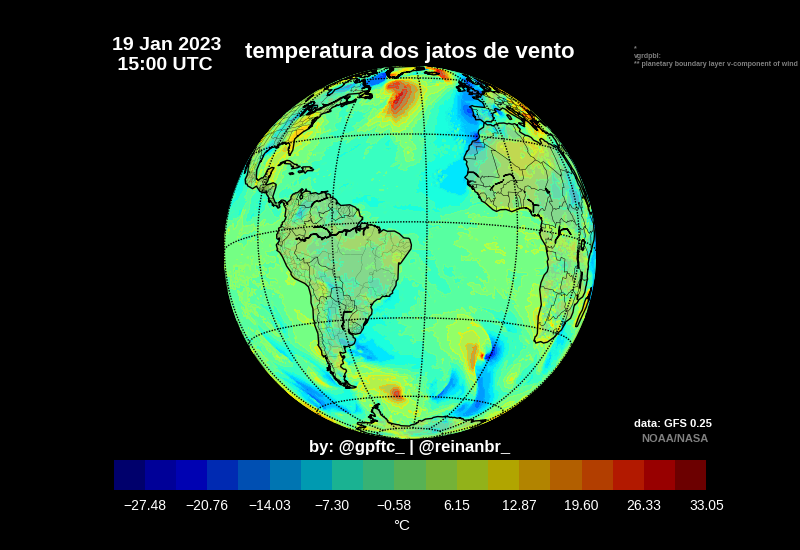 19 Jan 2023
15:00 UTC
temperatura dos jatos de vento
*
vgrdpbl:
** planetary boundary layer v-component of wind
data: GFS 0.25
NOAA/NASA
by: @gpftc_ | @reinanbr_
−27.48 −20.76 −14.03 −7.30 −0.58 6.15 12.87 19.60 26.33 33.05
°C